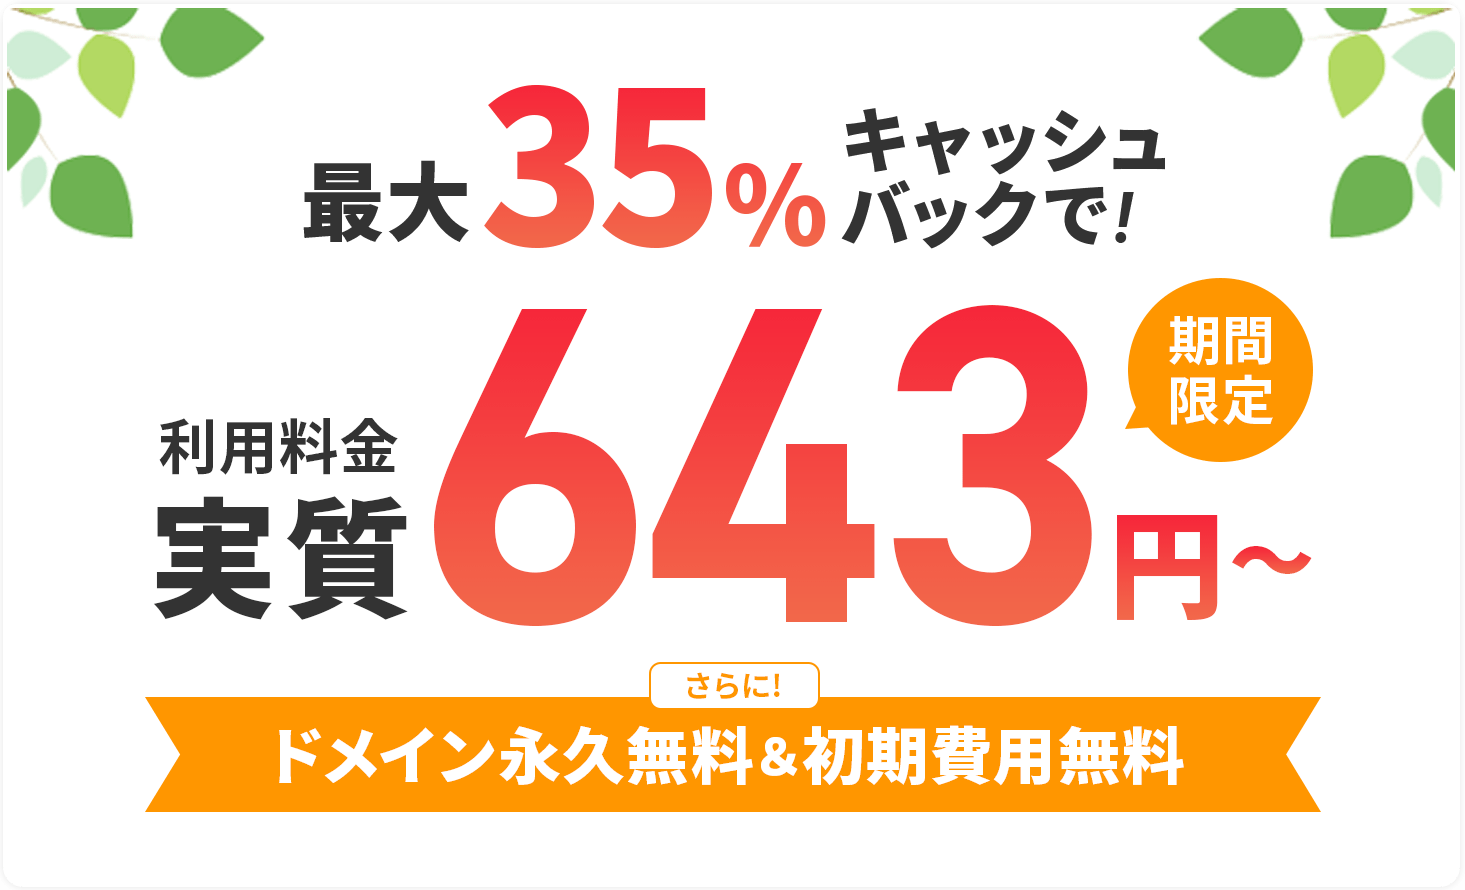 最大35%キャッシュ
バックで!
期間
限定
利用料金
実質643円〜
さらに!
ドメイン永久無料&初期費用無料